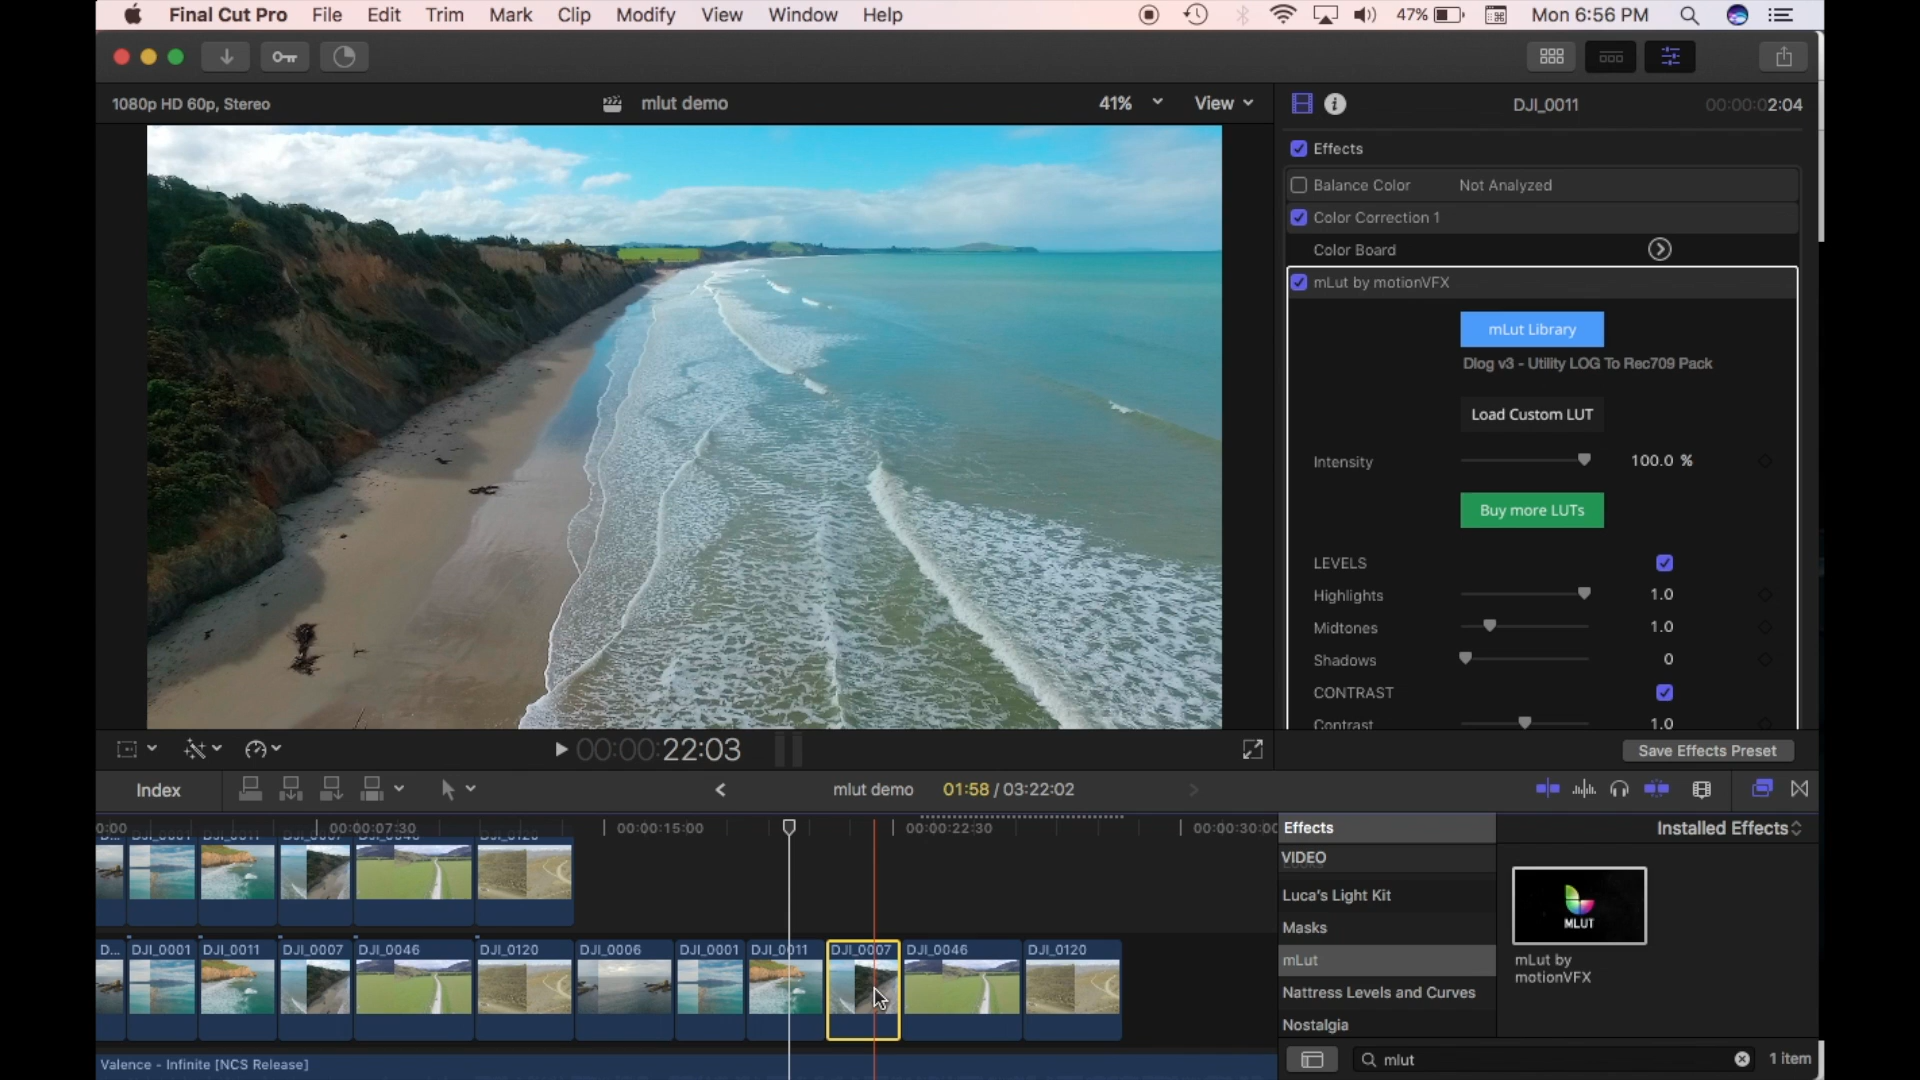 Final Cut Pro File Edit Trim Mark Clip Modify View Window Help 47% Mon 6:56 PM
1080p HD 60p, Stereo mlut demo 41% View
DJI_0011 00:00:02:04
Effects
Balance Color Not Analyzed
Color Correction 1
Color Board
mLut by motionVFX
mLut Library
Dlog v3 - Utility LOG To Rec709 Pack
Load Custom LUT
Intensity 100.0 %
Buy more LUTs
LEVELS
Highlights 1.0
Midtones 1.0
Shadows 0
CONTRAST
Contrast 1.0
00:00:22:03
Save Effects Preset
Index mlut demo 01:58 / 03:22:02
0:00 00:00:07:30 00:00:15:00 00:00:22:30 00:00:30:00
D... DJI_0001 DJI_0011 DJI_0007 DJI_0046 DJI_0120
D... DJI_0001 DJI_0011 DJI_0007 DJI_0046 DJI_0120 DJI_0006 DJI_0001 DJI_0011 DJI_0007 DJI_0046 DJI_0120
Valence - Infinite [NCS Release]
Effects Installed Effects
VIDEO
Luca's Light Kit
Masks
mLut
Nattress Levels and Curves
Nostalgia
MLUT
mLut by
motionVFX
mlut 1 item